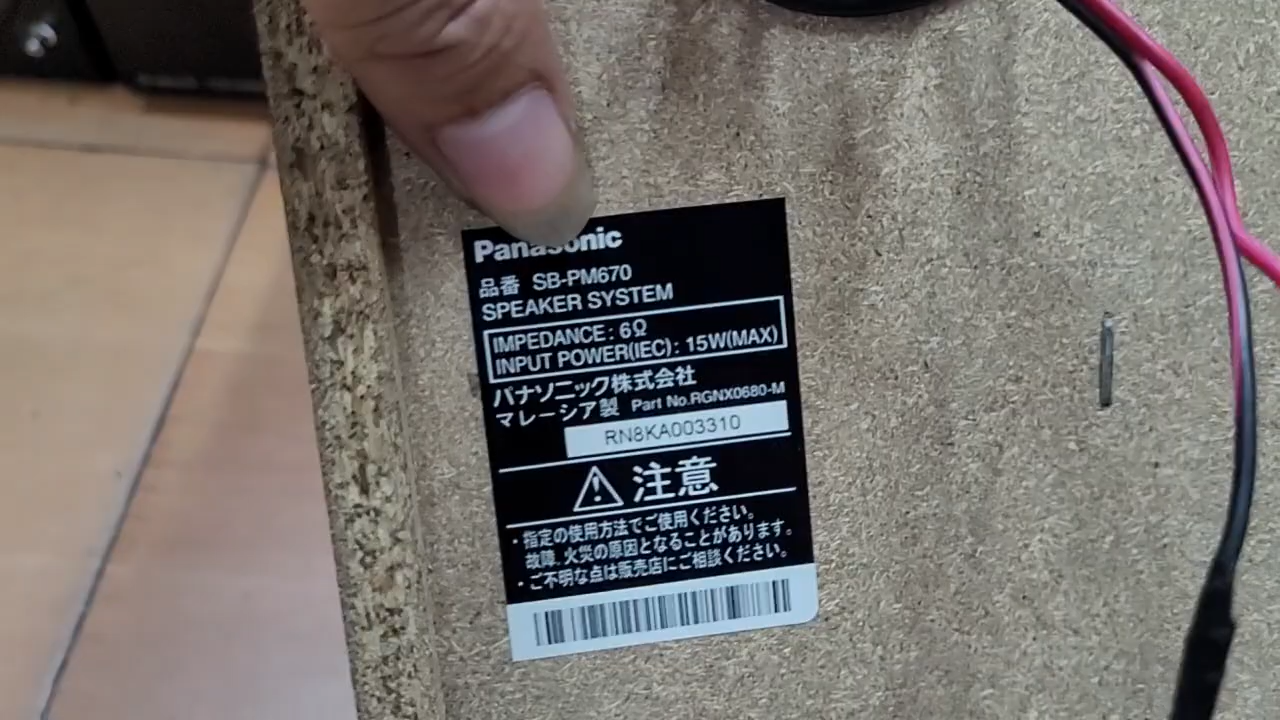 Panasonic
品番 SB-PM670
SPEAKER SYSTEM
IMPEDANCE : 6Ω
INPUT POWER(IEC) : 15W(MAX)
パナソニック株式会社
マレーシア製 Part No.RGNX0680-M
RN8KA003310
注意
・指定の使用方法でご使用ください。
故障、火災の原因となることがあります。
・ご不明な点は販売店にご相談ください。